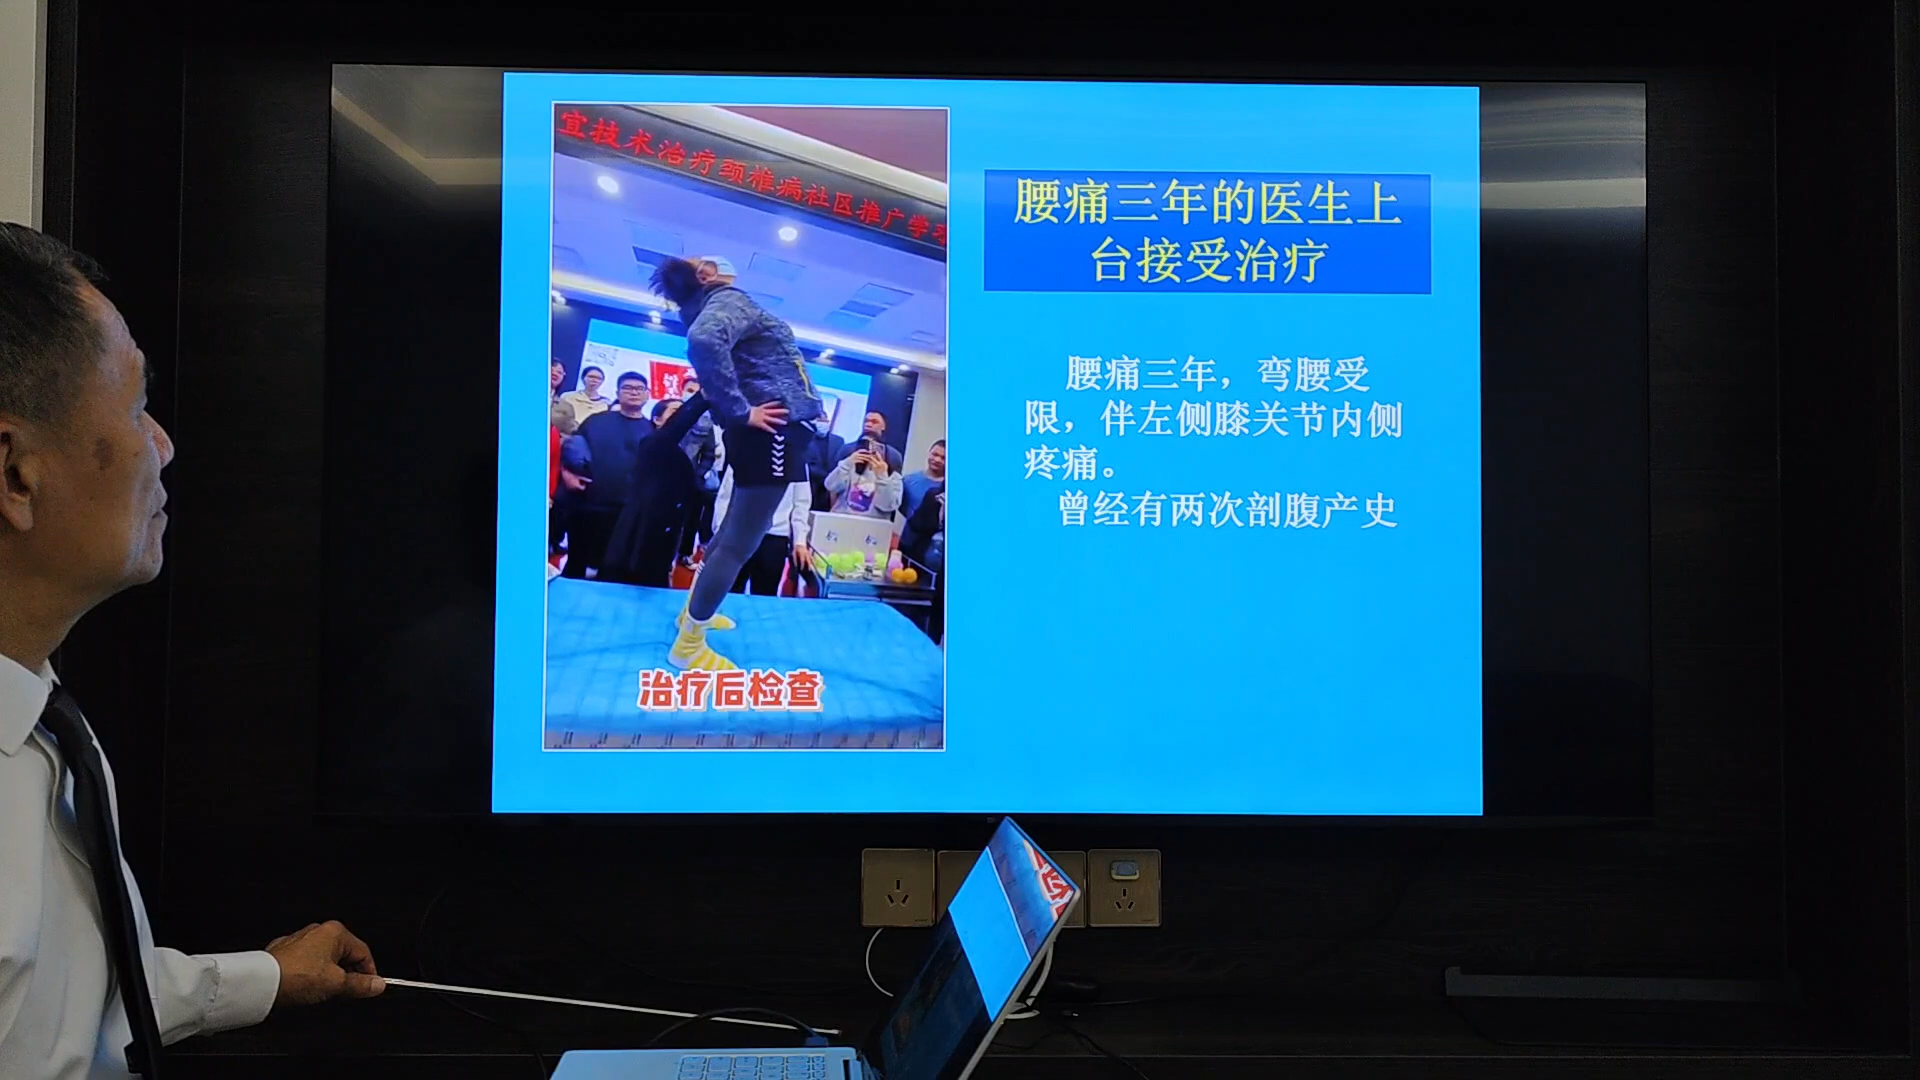 宜技术治疗颈椎病社区推广学习
治疗后检查
腰痛三年的医生上
台接受治疗
腰痛三年，弯腰受
限，伴左侧膝关节内侧
疼痛。
曾经有两次剖腹产史